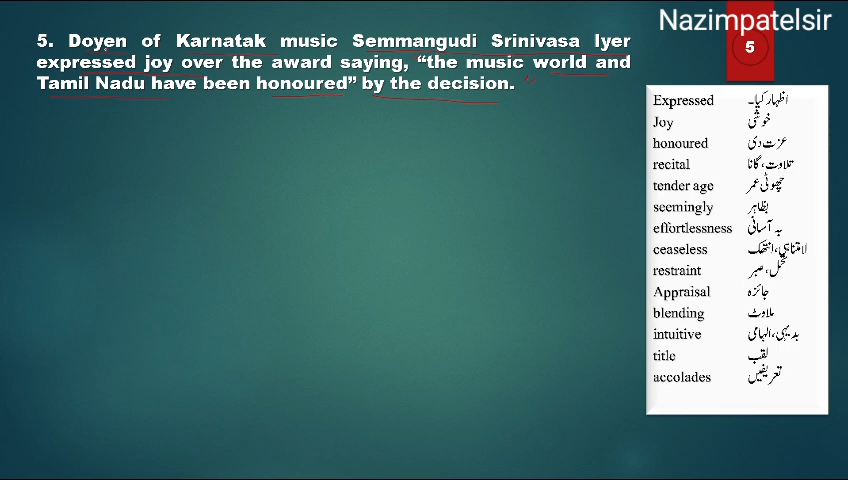 Nazimpatelsir
5
5. Doyen of Karnatak music Semmangudi Srinivasa Iyer
expressed joy over the award saying, “the music world and
Tamil Nadu have been honoured” by the decision.
Expressed اظہار کیا۔
Joy خوشی
honoured عزت دی
recital تلاوت، گانا
tender age چھوٹی عمر
seemingly بظاہر
effortlessness بہ آسانی
ceaseless لامتناہی، انتھک
restraint تحمل، صبر
Appraisal جائزہ
blending ملاوٹ
intuitive بدیہی، الہامی
title لقب
accolades تعریفیں